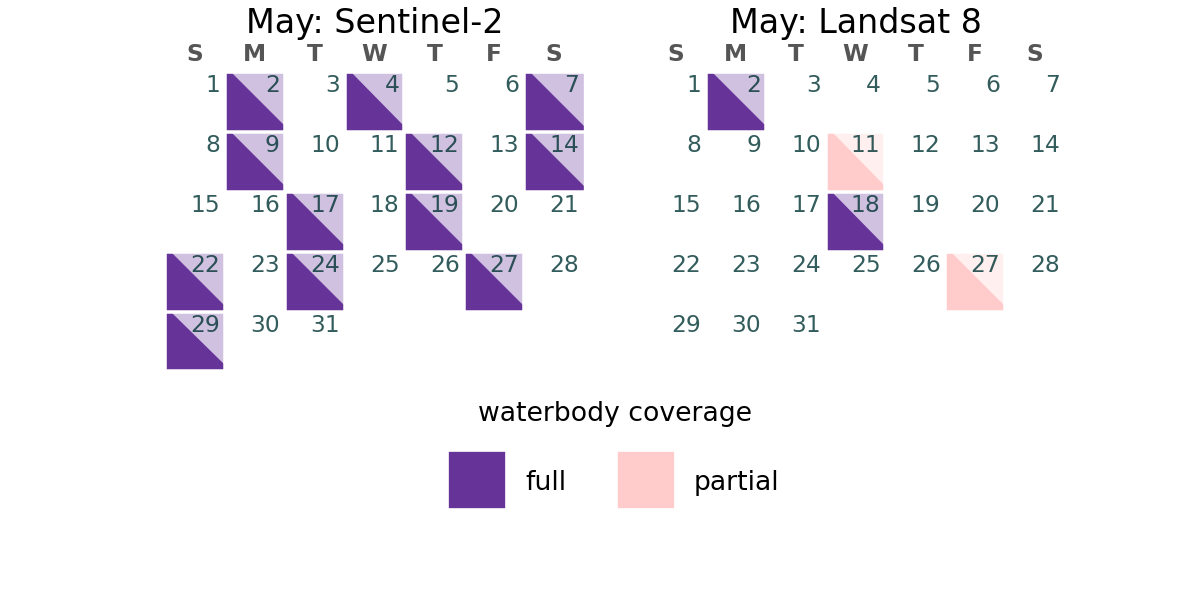 May: Sentinel-2
S M T W T F S
1 2 3 4 5 6 7
8 9 10 11 12 13 14
15 16 17 18 19 20 21
22 23 24 25 26 27 28
29 30 31
May: Landsat 8
S M T W T F S
1 2 3 4 5 6 7
8 9 10 11 12 13 14
15 16 17 18 19 20 21
22 23 24 25 26 27 28
29 30 31
waterbody coverage
full partial